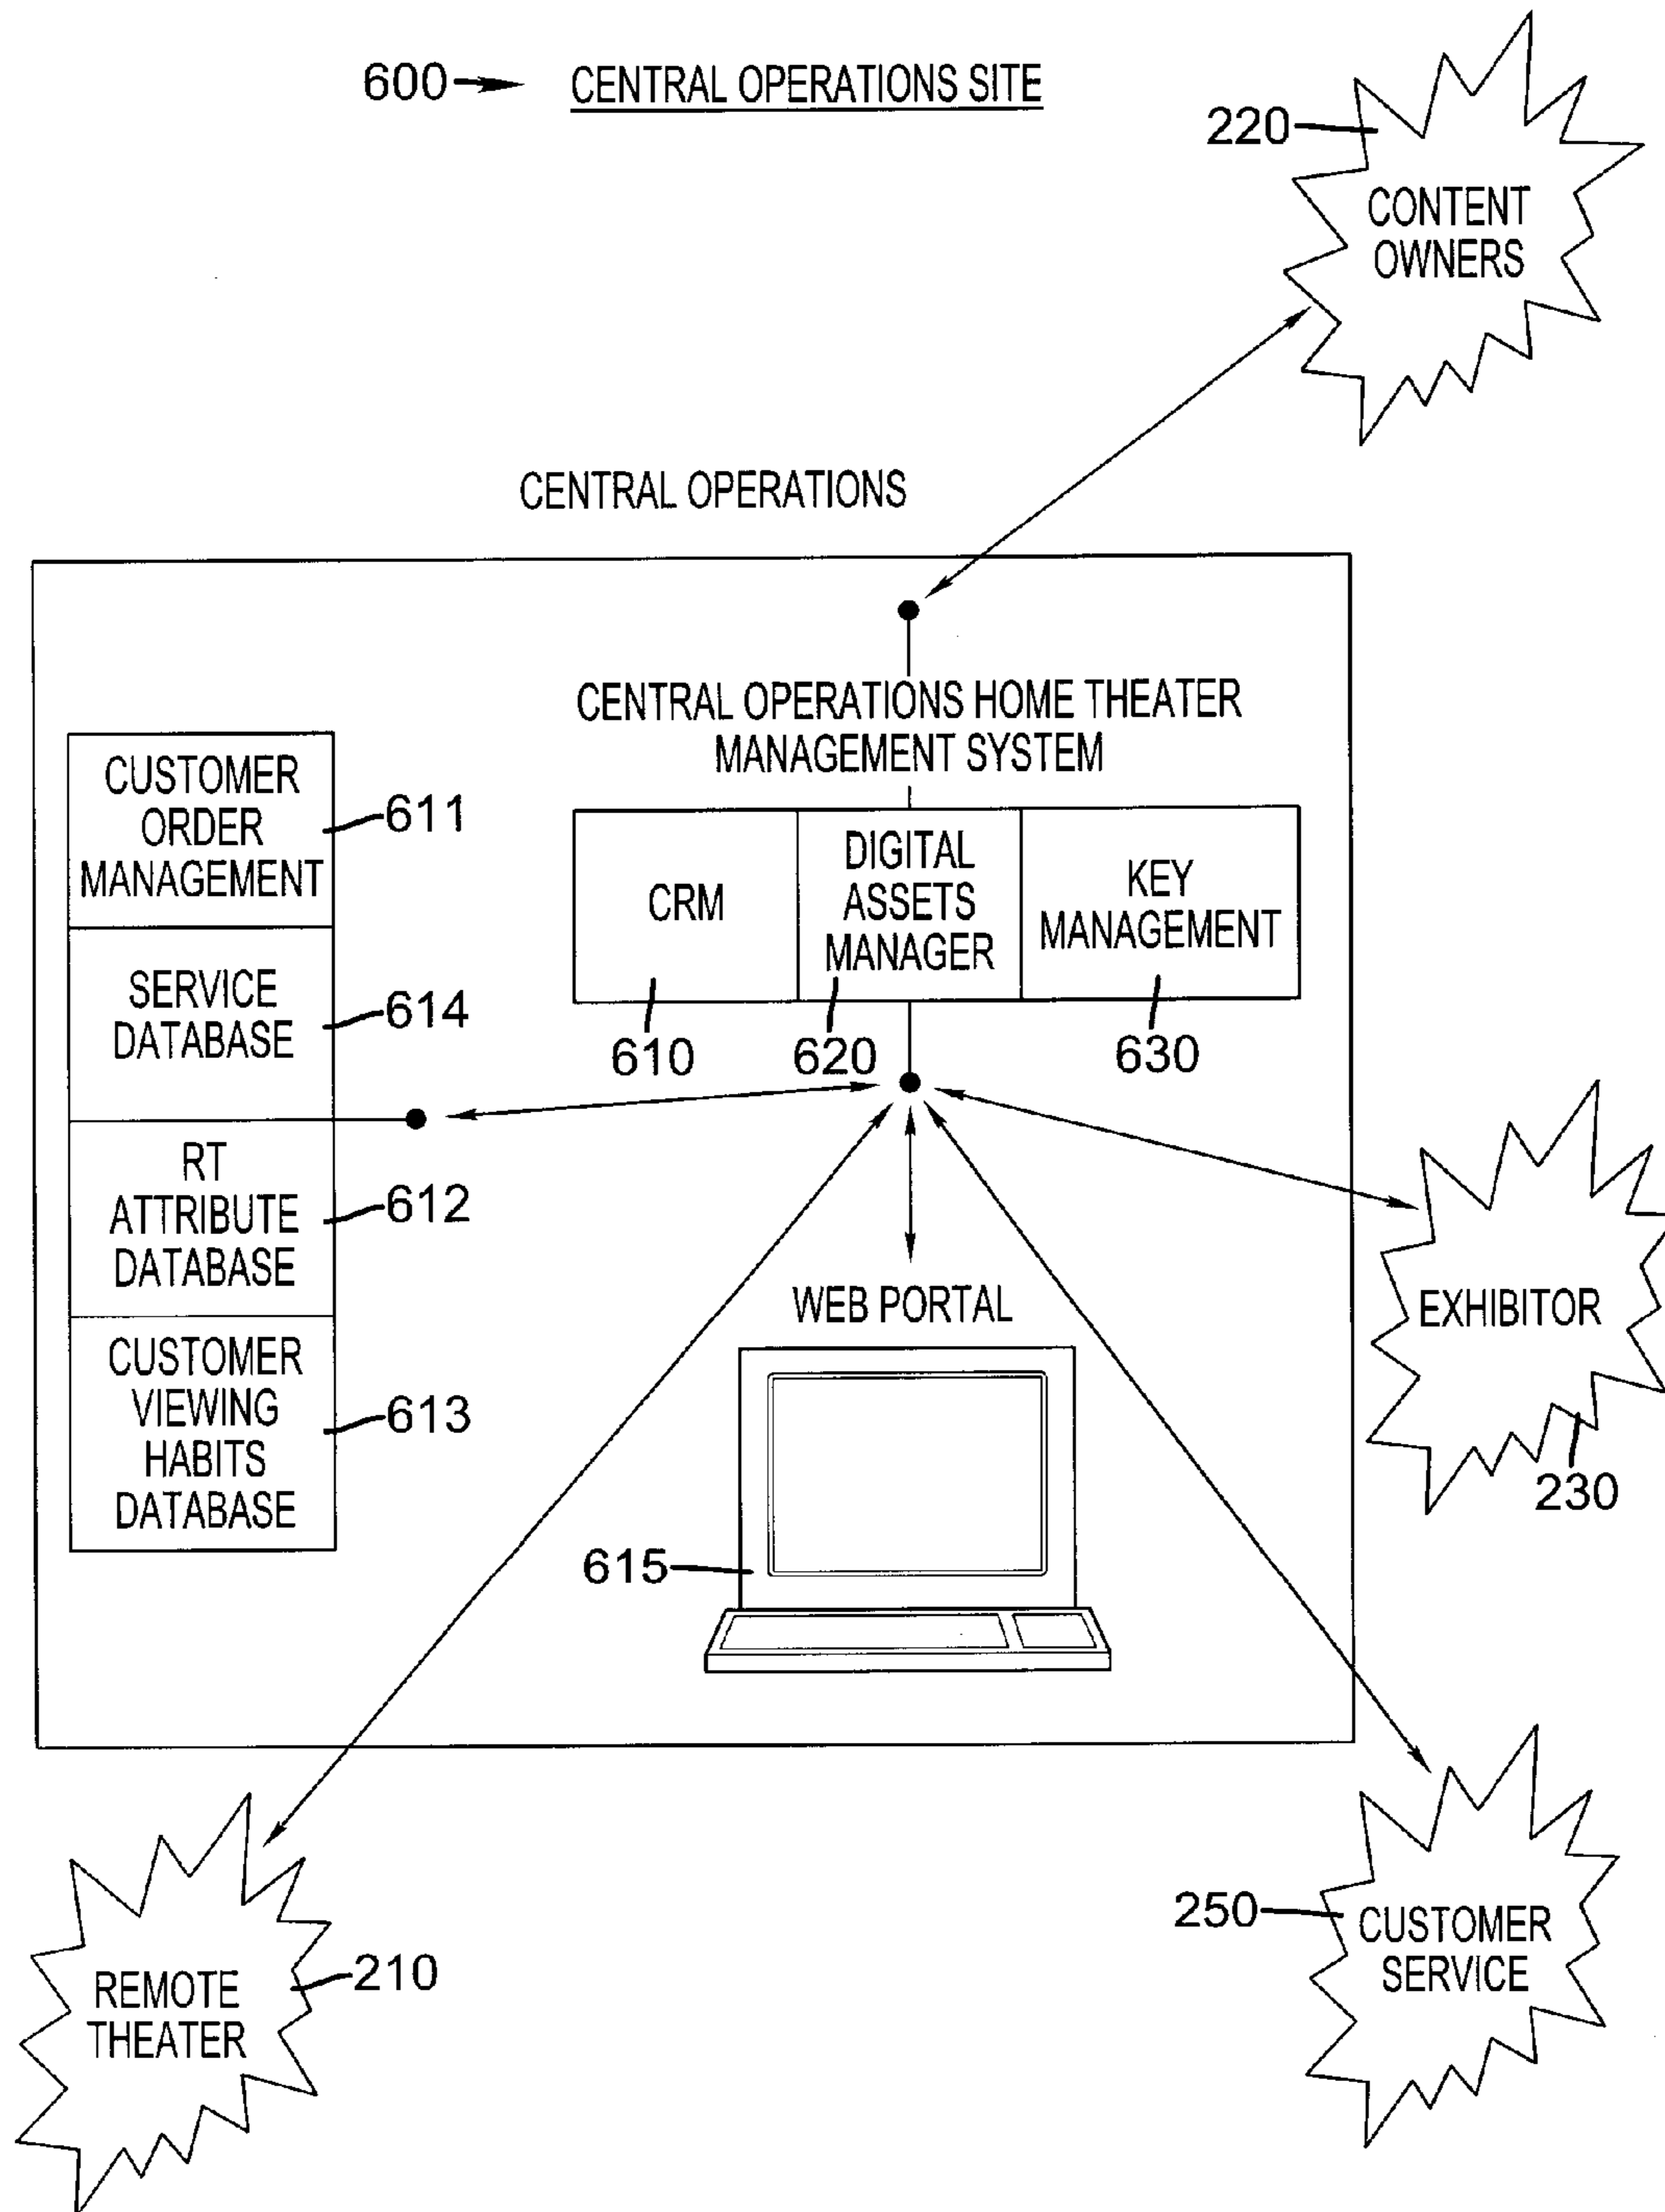 600 CENTRAL OPERATIONS SITE
220
CONTENT
OWNERS
CENTRAL OPERATIONS
CENTRAL OPERATIONS HOME THEATER
MANAGEMENT SYSTEM
CUSTOMER
ORDER
MANAGEMENT
611
SERVICE
DATABASE
614
RT
ATTRIBUTE
DATABASE
612
CUSTOMER
VIEWING
HABITS
DATABASE
613
CRM
610
DIGITAL
ASSETS
MANAGER
620
KEY
MANAGEMENT
630
WEB PORTAL
615
EXHIBITOR
230
REMOTE
THEATER
210
250
CUSTOMER
SERVICE